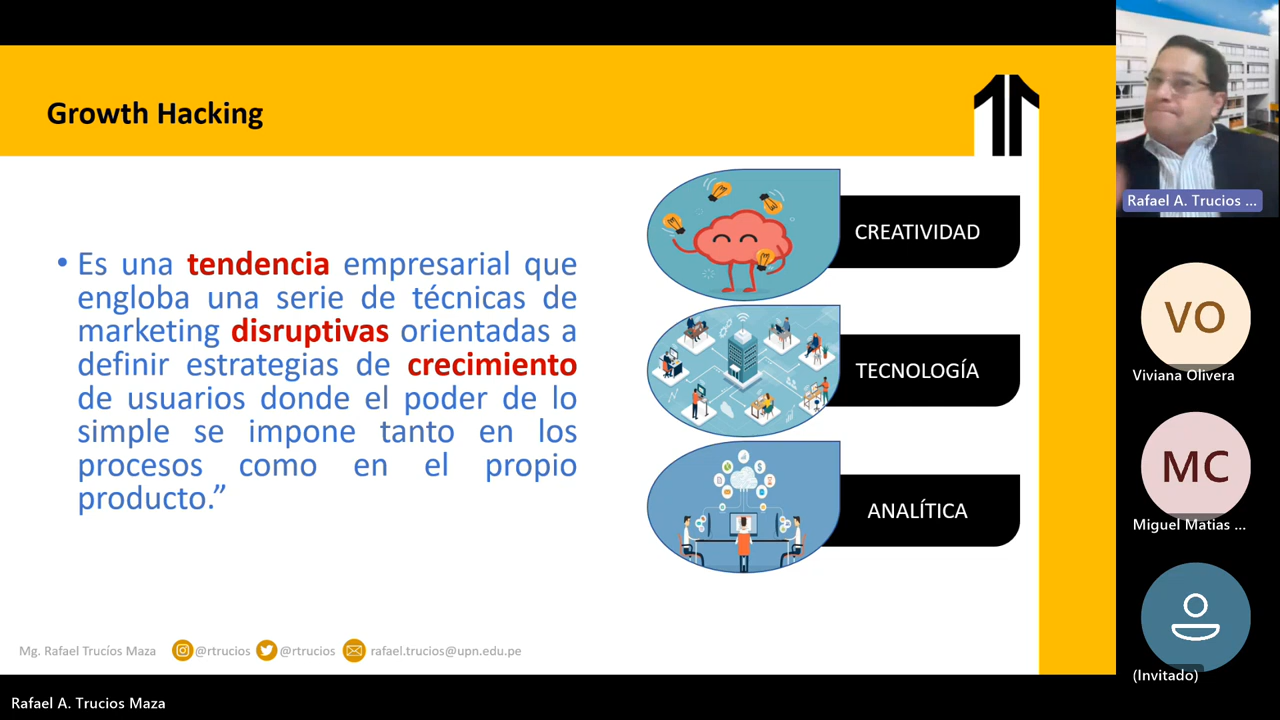 Growth Hacking
• Es una tendencia empresarial que
engloba una serie de técnicas de
marketing disruptivas orientadas a
definir estrategias de crecimiento
de usuarios donde el poder de lo
simple se impone tanto en los
procesos como en el propio
producto.”
CREATIVIDAD
TECNOLOGÍA
ANALÍTICA
Mg. Rafael Trucíos Maza @rtrucios @rtrucios rafael.trucios@upn.edu.pe
Rafael A. Trucios Maza
Rafael A. Trucios ...
VO
Viviana Olivera
MC
Miguel Matias ...
(Invitado)